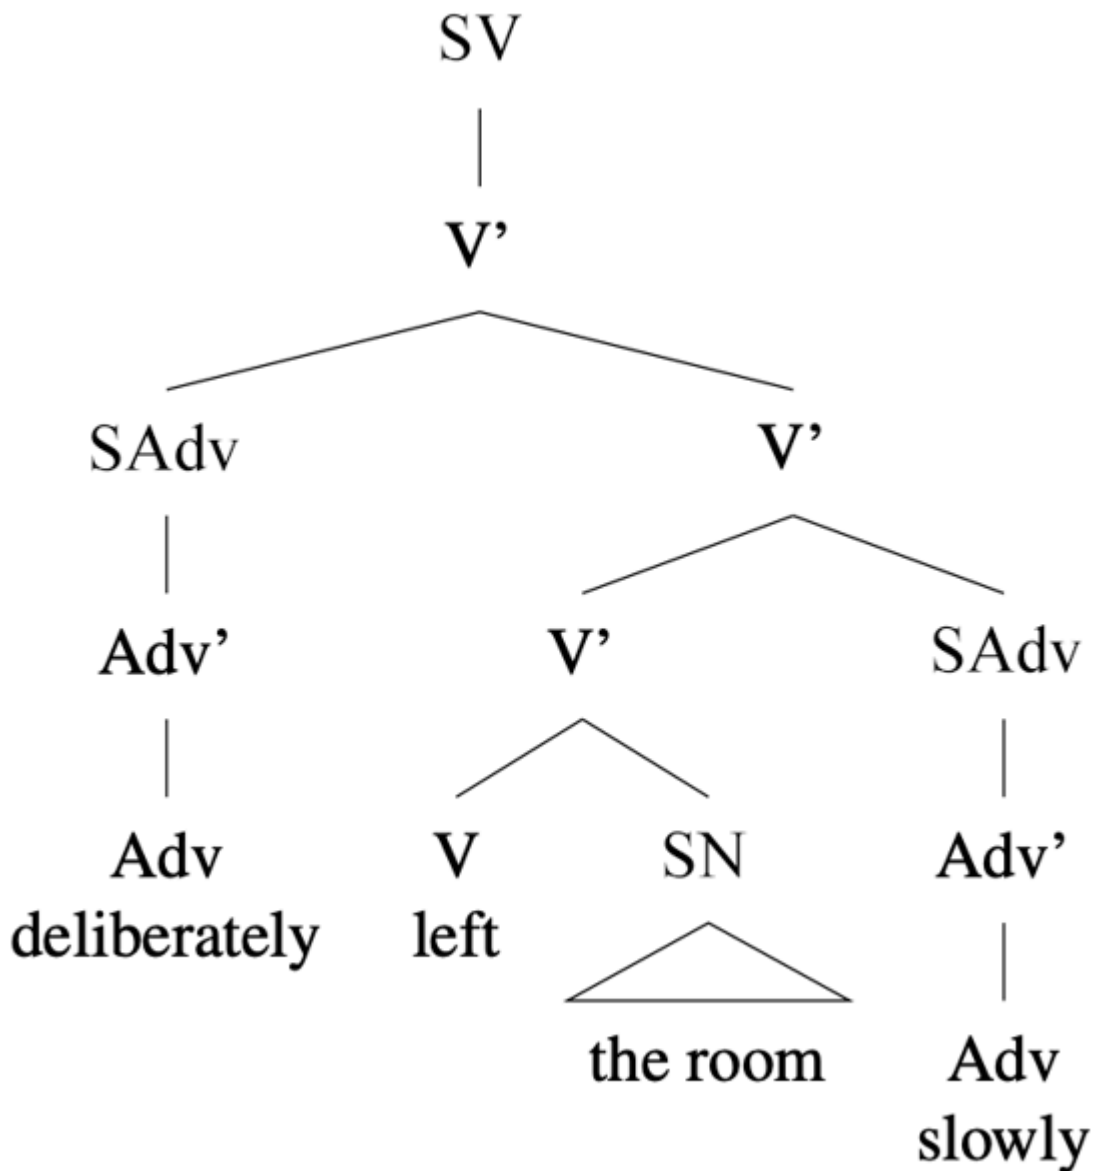 SV
V’
SAdv V’
Adv’ V’ SAdv
Adv V SN Adv’
deliberately left
the room Adv
slowly